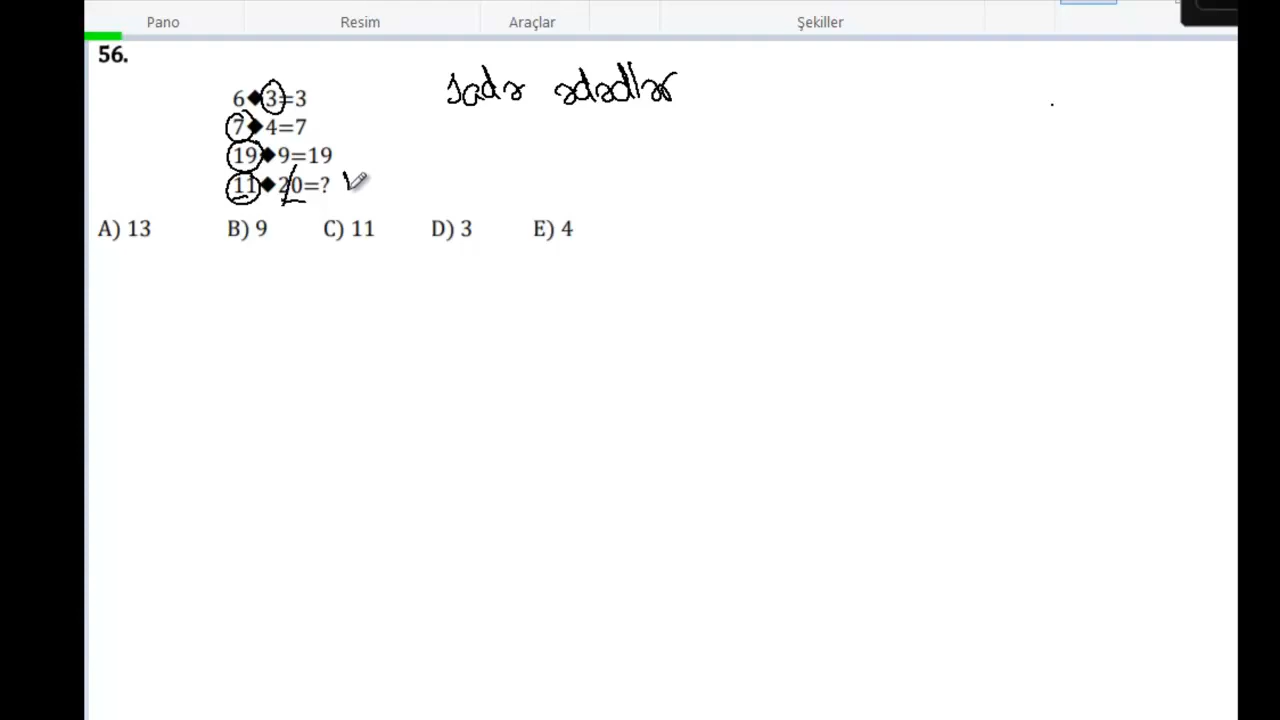 Pano Resim Araçlar Şekiller
56.
sadə ədədlər
6◆3=3
7◆4=7
19◆9=19
11◆20=?
A) 13 B) 9 C) 11 D) 3 E) 4